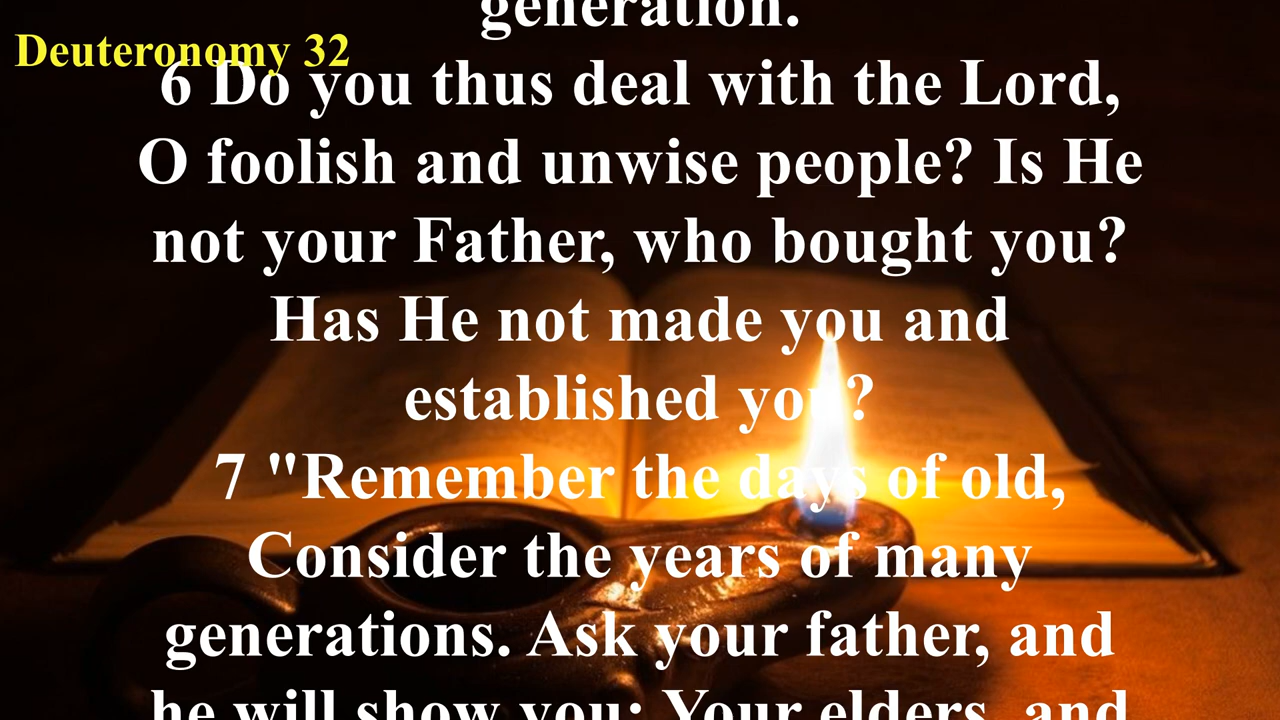 generation.
Deuteronomy 32
6 Do you thus deal with the Lord,
O foolish and unwise people? Is He
not your Father, who bought you?
Has He not made you and
established you?
7 "Remember the days of old,
Consider the years of many
generations. Ask your father, and
he will show you; Your elders, and